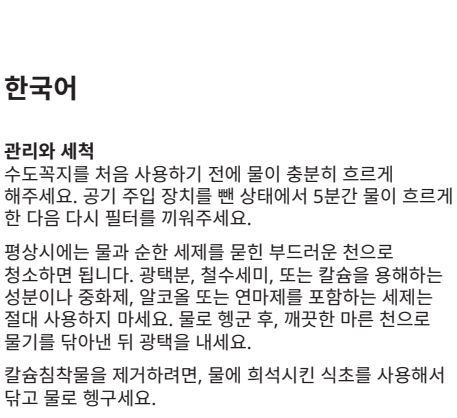 한국어
관리와 세척
수도꼭지를 처음 사용하기 전에 물이 충분히 흐르게
해주세요. 공기 주입 장치를 뺀 상태에서 5분간 물이 흐르게
한 다음 다시 필터를 끼워주세요.
평상시에는 물과 순한 세제를 묻힌 부드러운 천으로
청소하면 됩니다. 광택분, 철수세미, 또는 칼슘을 용해하는
성분이나 중화제, 알코올 또는 연마제를 포함하는 세제는
절대 사용하지 마세요. 물로 헹군 후, 깨끗한 마른 천으로
물기를 닦아낸 뒤 광택을 내세요.
칼슘침착물을 제거하려면, 물에 희석시킨 식초를 사용해서
닦고 물로 헹구세요.